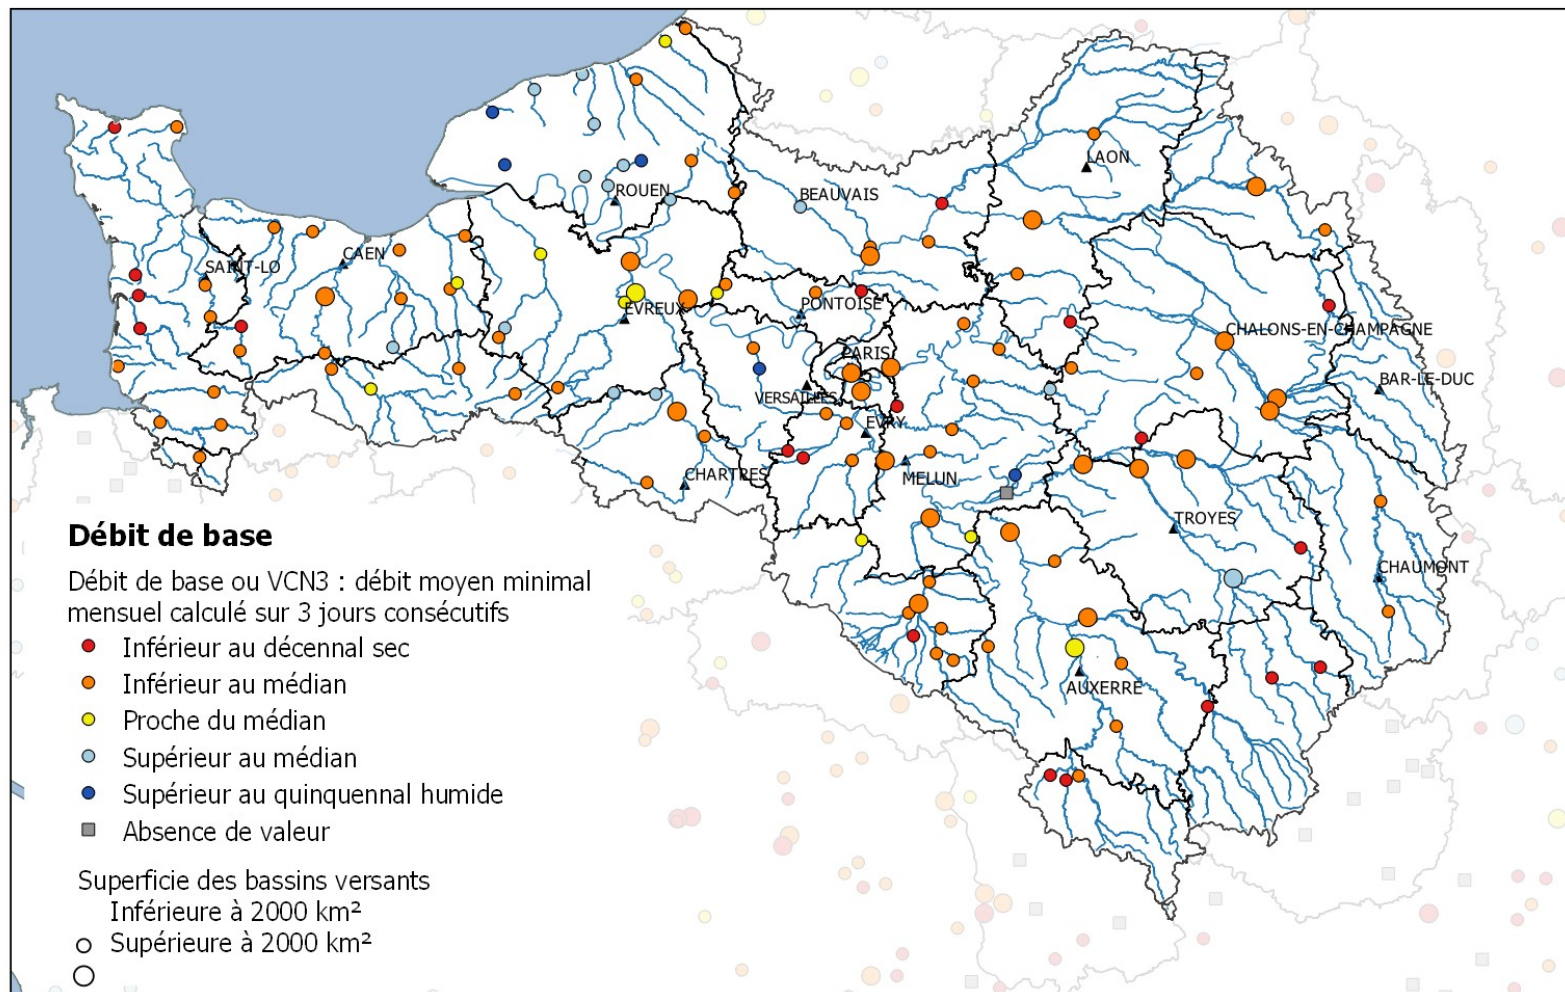 LAON
ROUEN
BEAUVAIS
CAEN
SAINT-LO
PONTOISE
EVREUX
CHALONS-EN-CHAMPAGNE
PARIS
BAR-LE-DUC
VERSAILLES
EVRY
CHARTRES
MELUN
TROYES
CHAUMONT
AUXERRE
Débit de base
Débit de base ou VCN3 : débit moyen minimal
mensuel calculé sur 3 jours consécutifs
Inférieur au décennal sec
Inférieur au médian
Proche du médian
Supérieur au médian
Supérieur au quinquennal humide
Absence de valeur
Superficie des bassins versants
Inférieure à 2000 km²
Supérieure à 2000 km²